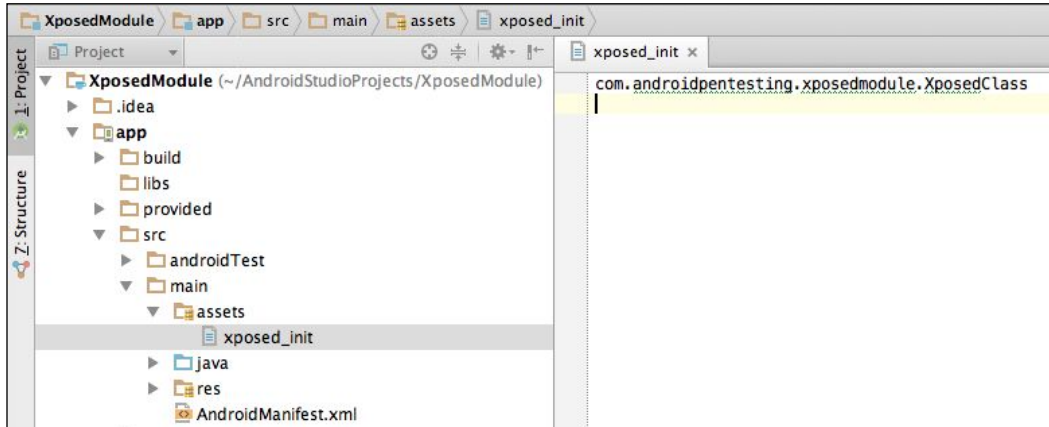 XposedModule app src main assets xposed_init
1: Project
Z: Structure
Project
XposedModule (~/AndroidStudioProjects/XposedModule)
.idea
app
build
libs
provided
src
androidTest
main
assets
xposed_init
java
res
AndroidManifest.xml
xposed_init
com.androidpentesting.xposedmodule.XposedClass